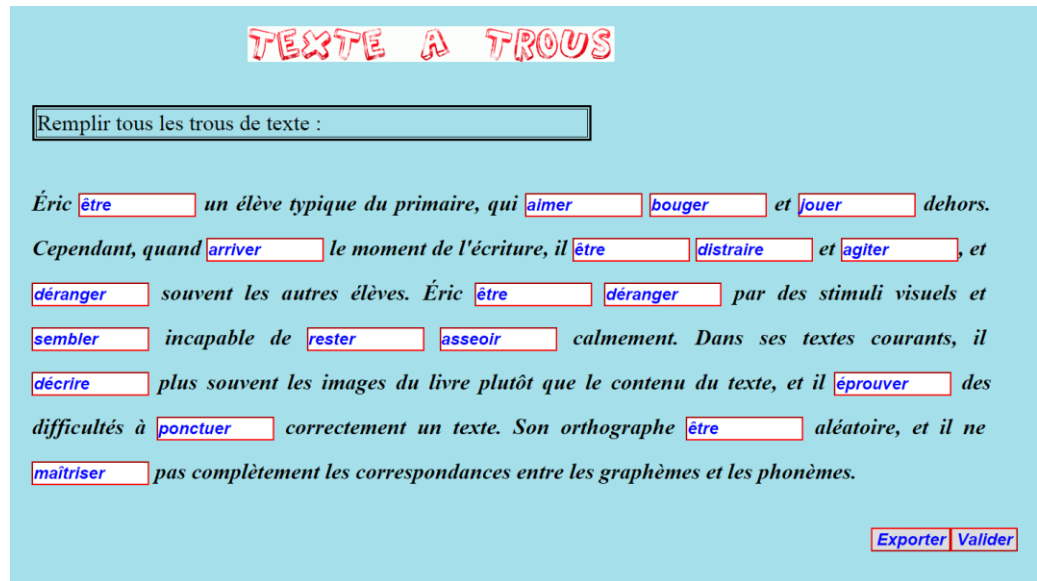 TEXTE A TROUS
Remplir tous les trous de texte :
Éric être un élève typique du primaire, qui aimer bouger et jouer dehors.
Cependant, quand arriver le moment de l'écriture, il être distraire et agiter , et
déranger souvent les autres élèves. Éric être déranger par des stimuli visuels et
sembler incapable de rester asseoir calmement. Dans ses textes courants, il
décrire plus souvent les images du livre plutôt que le contenu du texte, et il éprouver des
difficultés à ponctuer correctement un texte. Son orthographe être aléatoire, et il ne
maîtriser pas complètement les correspondances entre les graphèmes et les phonèmes.
Exporter Valider